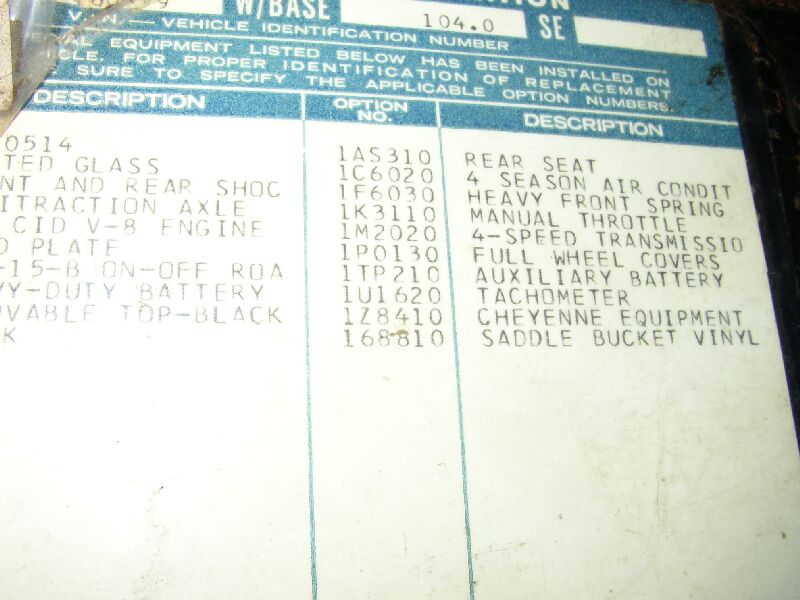 W/BASE 104.0 SE
V.A.N. – VEHICLE IDENTIFICATION NUMBER
EQUIPMENT LISTED BELOW HAS BEEN INSTALLED ON
FOR PROPER IDENTIFICATION OF REPLACEMENT
SURE TO SPECIFY THE APPLICABLE OPTION NUMBERS.
DESCRIPTION OPTION NO. DESCRIPTION
0514 1AS310 REAR SEAT
TED GLASS 1C6020 4 SEASON AIR CONDIT
NT AND REAR SHOC 1F6030 HEAVY FRONT SPRING
ITRACTION AXLE 1K3110 MANUAL THROTTLE
CID V-8 ENGINE 1M2020 4-SPEED TRANSMISSIO
PLATE 1P0130 FULL WHEEL COVERS
-15-B ON-OFF ROA 1TP210 AUXILIARY BATTERY
VY-DUTY BATTERY 1U1620 TACHOMETER
OVABLE TOP-BLACK 1Z8410 CHEYENNE EQUIPMENT
K 168810 SADDLE BUCKET VINYL